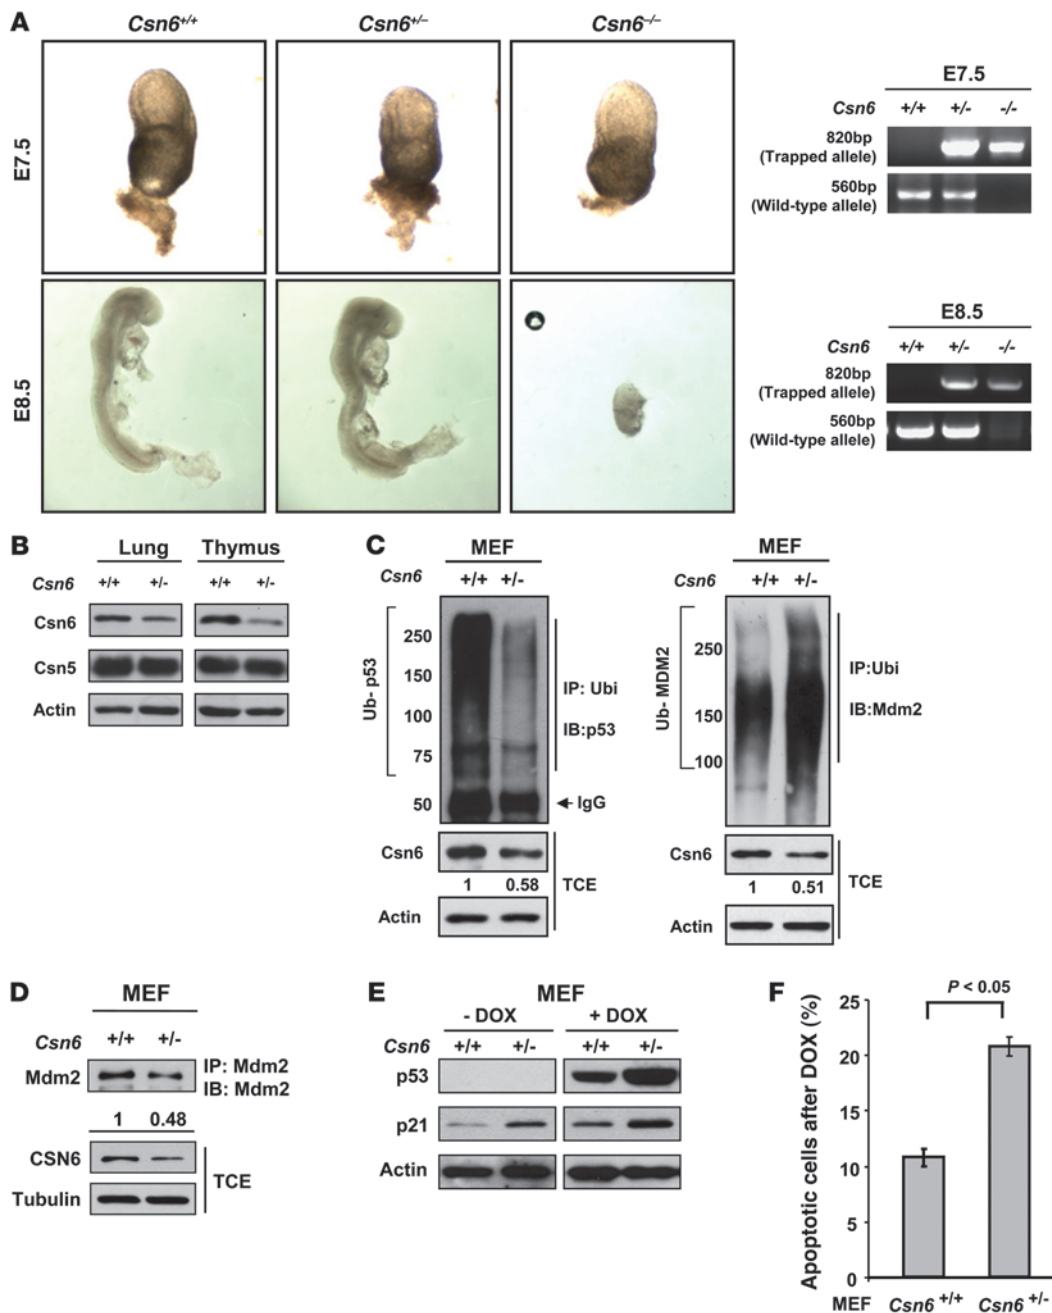 A
Csn6+/+ Csn6+/- Csn6-/-
E7.5
E8.5
E7.5
Csn6 +/+ +/- -/-
820bp
(Trapped allele)
560bp
(Wild-type allele)
E8.5
Csn6 +/+ +/- -/-
820bp
(Trapped allele)
560bp
(Wild-type allele)
B
Lung Thymus
Csn6 +/+ +/- +/+ +/-
Csn6
Csn5
Actin
C
MEF
Csn6 +/+ +/-
Ub- p53
250
150
100
75
50
IP: Ubi
IB:p53
IgG
Csn6
1 0.58
Actin
TCE
MEF
Csn6 +/+ +/-
Ub- MDM2
250
150
100
IP:Ubi
IB:Mdm2
Csn6
1 0.51
Actin
TCE
D
MEF
Csn6 +/+ +/-
Mdm2
IP: Mdm2
IB: Mdm2
1 0.48
CSN6
Tubulin
TCE
E
MEF
- DOX + DOX
Csn6 +/+ +/- +/+ +/-
p53
p21
Actin
F
P < 0.05
Apoptotic cells after DOX (%)
25
20
15
10
5
0
MEF Csn6 +/+ Csn6 +/-